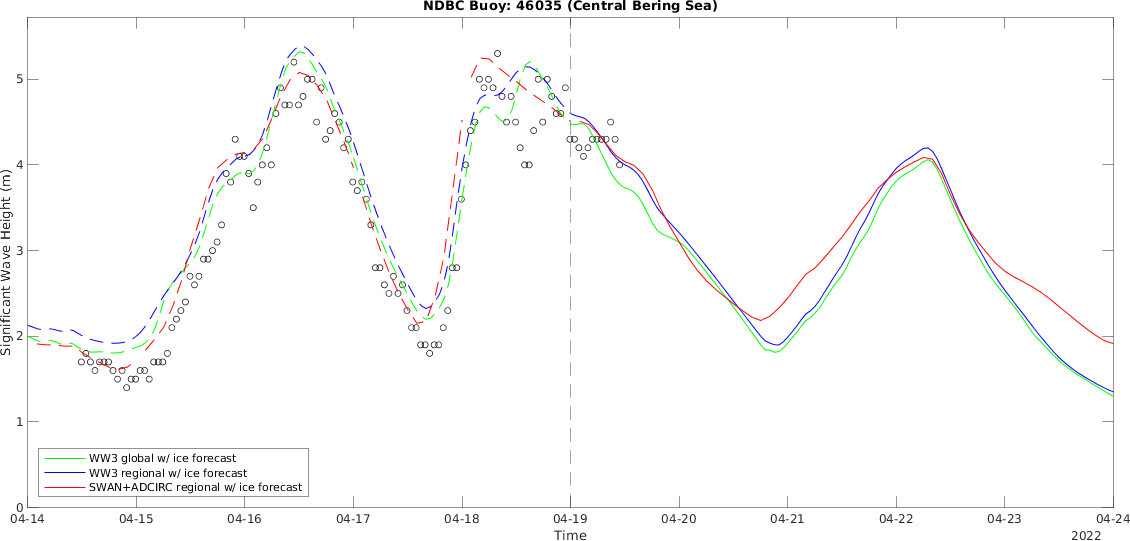 NDBC Buoy: 46035 (Central Bering Sea)
Significant Wave Height (m)
5
4
3
2
1
0
WW3 global w/ ice forecast
WW3 regional w/ ice forecast
SWAN+ADCIRC regional w/ ice forecast
04-14 04-15 04-16 04-17 04-18 04-19 04-20 04-21 04-22 04-23 04-24
Time
2022